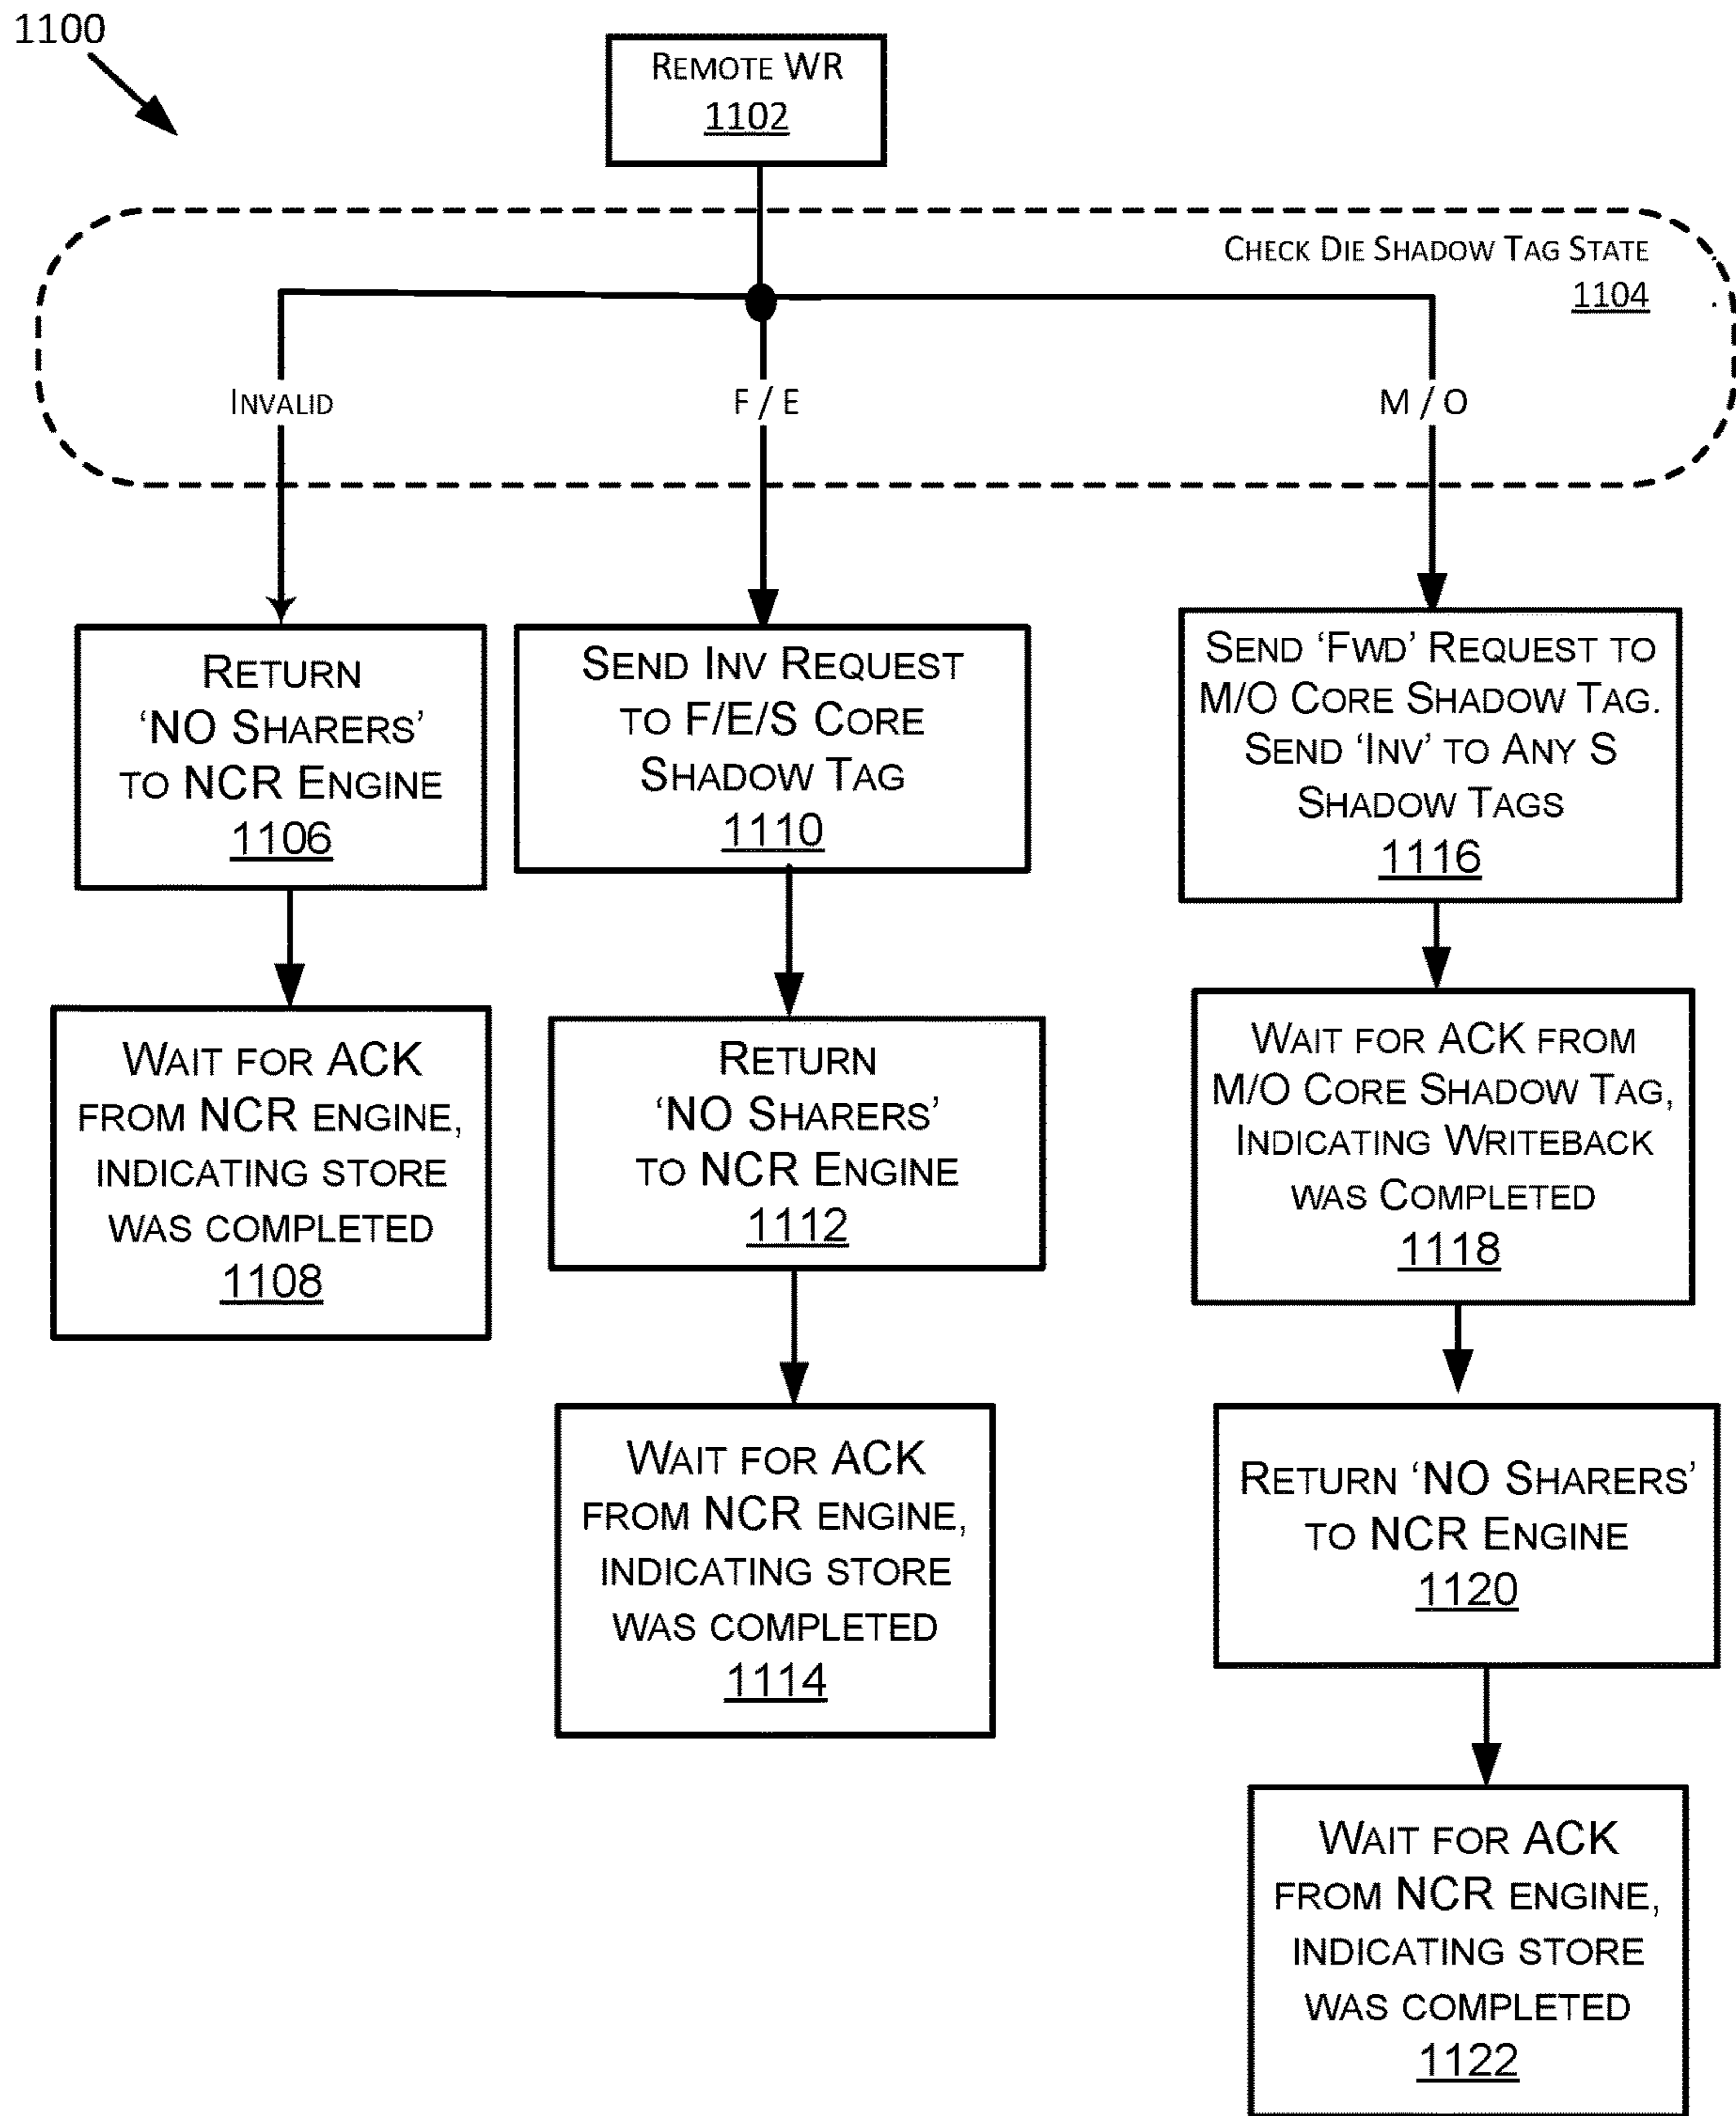 1100
Remote WR
1102
Check Die Shadow Tag State
1104
Invalid
F / E
M / O
Return
‘NO Sharers’
to NCR Engine
1106
Send Inv Request
to F/E/S Core
Shadow Tag
1110
Send ‘Fwd’ Request to
M/O Core Shadow Tag.
Send ‘Inv’ to Any S
Shadow Tags
1116
Wait for ACK
from NCR engine,
indicating store
was completed
1108
Return
‘NO Sharers’
to NCR Engine
1112
Wait for ACK from
M/O Core Shadow Tag,
Indicating Writeback
was Completed
1118
Wait for ACK
from NCR engine,
indicating store
was completed
1114
Return ‘NO Sharers’
to NCR Engine
1120
Wait for ACK
from NCR engine,
indicating store
was completed
1122